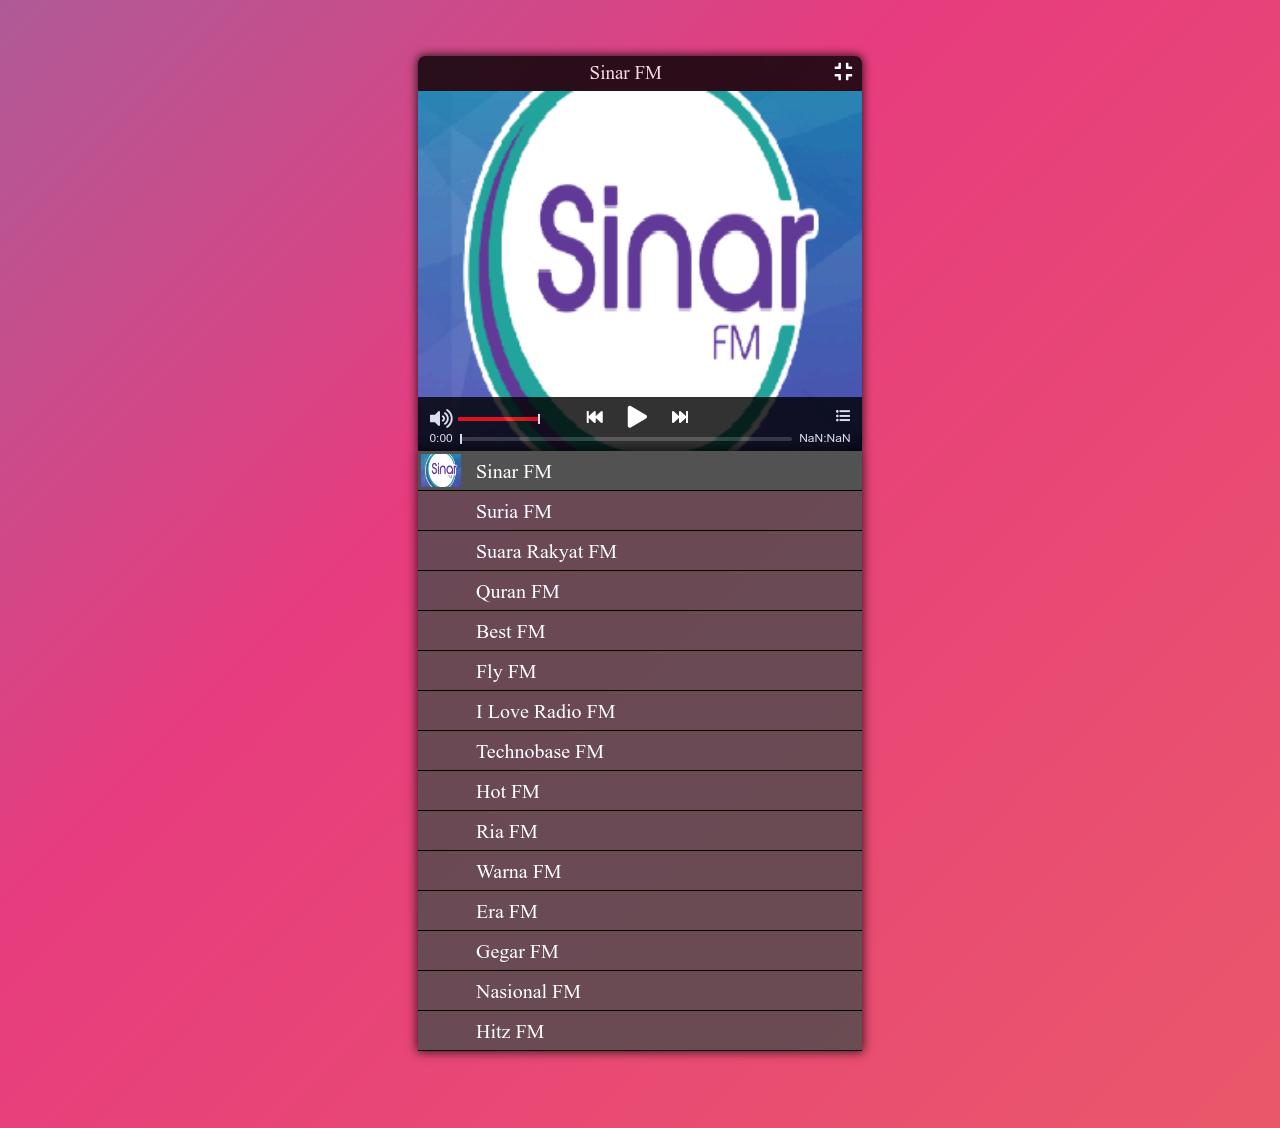 Sinar FM
Sinar
FM
0:00
NaN:NaN
Sinar
Sinar FM
Suria FM
Suara Rakyat FM
Quran FM
Best FM
Fly FM
I Love Radio FM
Technobase FM
Hot FM
Ria FM
Warna FM
Era FM
Gegar FM
Nasional FM
Hitz FM